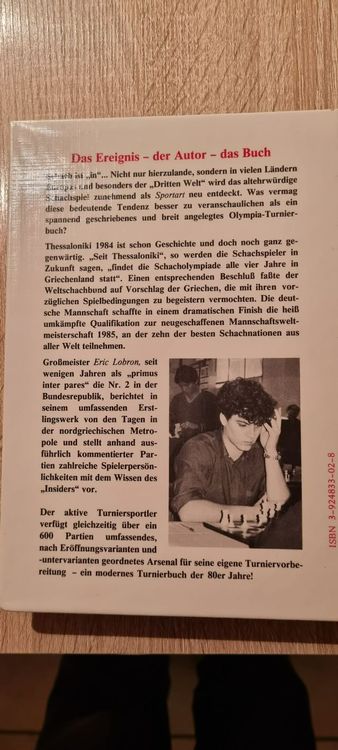 Das Ereignis – der Autor – das Buch
ist „in“... Nicht nur hierzulande, sondern in vielen Ländern
und besonders der „Dritten Welt“ wird das altehrwürdige
Schachspiel zunehmend als Sportart neu entdeckt. Was vermag
diese bedeutende Tendenz besser zu veranschaulichen als ein
spannend geschriebenes und breit angelegtes Olympia-Turnier-
buch?
Thessaloniki 1984 ist schon Geschichte und doch noch ganz ge-
genwärtig. „Seit Thessaloniki“, so werden die Schachspieler in
Zukunft sagen, „findet die Schacholympiade alle vier Jahre in
Griechenland statt“. Einen entsprechenden Beschluß faßte der
Weltschachbund auf Vorschlag der Griechen, die mit ihren vor-
züglichen Spielbedingungen zu begeistern vermochten. Die deut-
sche Mannschaft schaffte in einem dramatischen Finish die heiß
umkämpfte Qualifikation zur neugeschaffenen Mannschaftswelt-
meisterschaft 1985, an der zehn der besten Schachnationen aus
aller Welt teilnehmen.
Großmeister Eric Lobron, seit
wenigen Jahren als „primus
inter pares“ die Nr. 2 in der
Bundesrepublik, berichtet in
seinem umfassenden Erst-
lingswerk von den Tagen in
der nordgriechischen Metro-
pole und stellt anhand aus-
führlich kommentierter Par-
tien zahlreiche Spielerpersön-
lichkeiten mit dem Wissen des
„Insiders“ vor.
Der aktive Turniersportler
verfügt gleichzeitig über ein
600 Partien umfassendes,
nach Eröffnungsvarianten und
-untervarianten geordnetes Arsenal für seine eigene Turniervorbe-
reitung – ein modernes Turnierbuch der 80er Jahre!
ISBN 3-924833-02-8